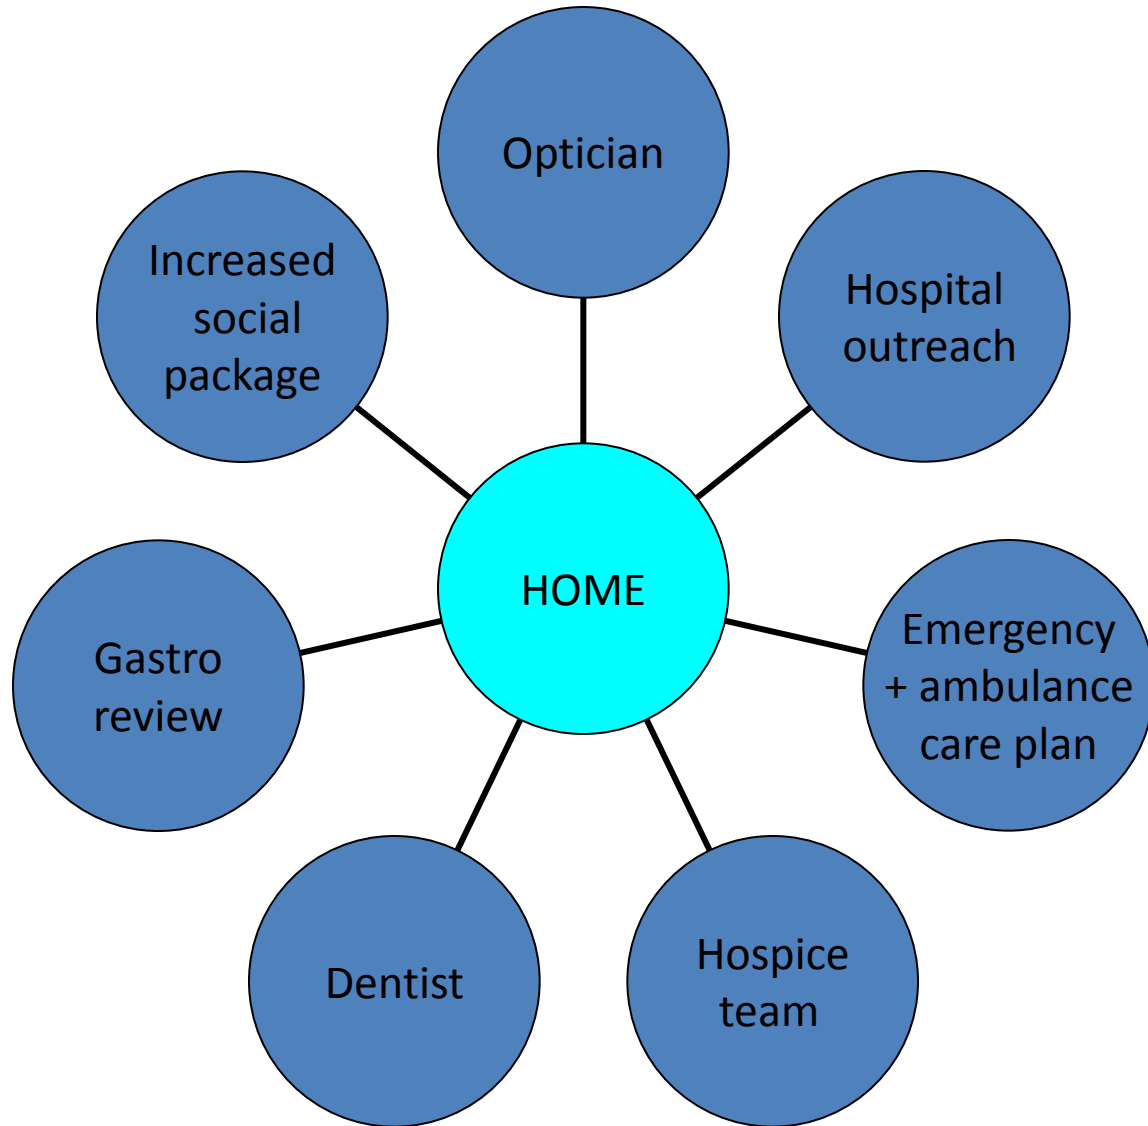 Optician
Increased
social
package
Hospital
outreach
HOME
Gastro
review
Emergency
+ ambulance
care plan
Dentist
Hospice
team